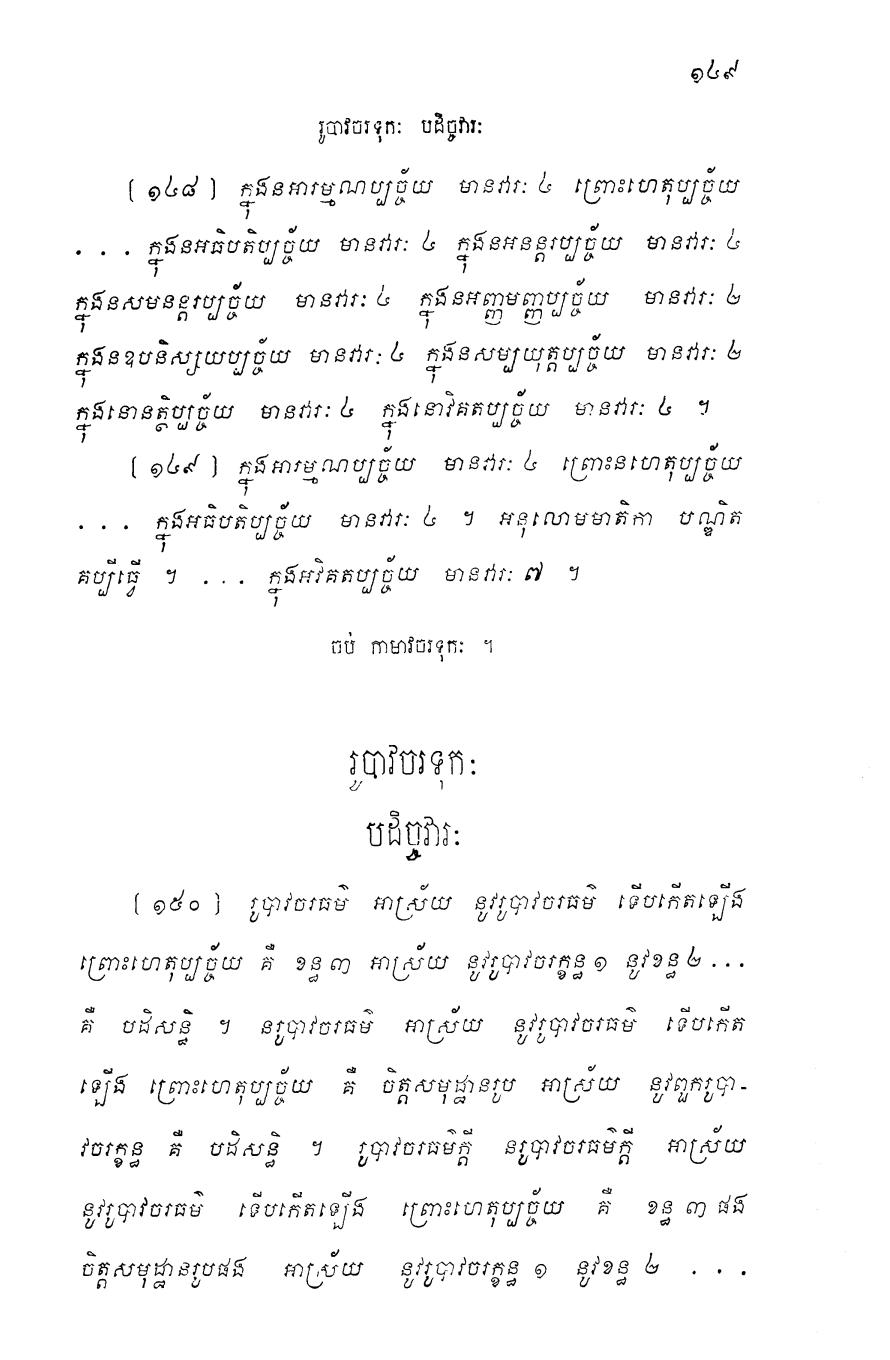 ១៤៩
រូបាវចរទុកៈ បដិច្ចវារៈ
[ ១៤៨ ] ក្នុងនអារម្មណប្បច្ច័យ មានវារៈ ៤ ព្រោះហេតុប្បច្ច័យ
. . . ក្នុងនអធិបតិប្បច្ច័យ មានវារៈ ៤ ក្នុងនអនន្តរប្បច្ច័យ មានវារៈ ៤
ក្នុងនសមនន្តរប្បច្ច័យ មានវារៈ ៤ ក្នុងនអញ្ញមញ្ញប្បច្ច័យ មានវារៈ ២
ក្នុងនឧបនិស្សយប្បច្ច័យ មានវារៈ ៤ ក្នុងនសម្បយុត្តប្បច្ច័យ មានវារៈ ២
ក្នុងនោនត្ថិប្បច្ច័យ មានវារៈ ៤ ក្នុងនោវិគតប្បច្ច័យ មានវារៈ ៤ ។
[ ១៤៩ ] ក្នុងអារម្មណប្បច្ច័យ មានវារៈ ៤ ព្រោះនហេតុប្បច្ច័យ
. . . ក្នុងអធិបតិប្បច្ច័យ មានវារៈ ៤ ។ អនុលោមមាតិកា បណ្ឌិត
គប្បីធ្វើ ។ . . . ក្នុងអវិគតប្បច្ច័យ មានវារៈ ៧ ។
ចប់ កាមាវចរទុកៈ ។
រូបាវចរទុកៈ
បដិច្ចវារៈ
[ ១៥០ ] រូបាវចរធម៌ អាស្រ័យ នូវរូបាវចរធម៌ ទើបកើតឡើង
ព្រោះហេតុប្បច្ច័យ គឺ ខន្ធ ៣ អាស្រ័យ នូវរូបាវចរក្ខន្ធ ១ នូវខន្ធ ២ . . .
គឺ បដិសន្ធិ ។ នរូបាវចរធម៌ អាស្រ័យ នូវរូបាវចរធម៌ ទើបកើត
ឡើង ព្រោះហេតុប្បច្ច័យ គឺ ចិត្តសមុដ្ឋានរូប អាស្រ័យ នូវពួករូបា-
វចរក្ខន្ធ គឺ បដិសន្ធិ ។ រូបាវចរធម៌ក្តី នរូបាវចរធម៌ក្តី អាស្រ័យ
នូវរូបាវចរធម៌ ទើបកើតឡើង ព្រោះហេតុប្បច្ច័យ គឺ ខន្ធ ៣ ផង
ចិត្តសមុដ្ឋានរូបផង អាស្រ័យ នូវរូបាវចរក្ខន្ធ ១ នូវខន្ធ ២ . . .